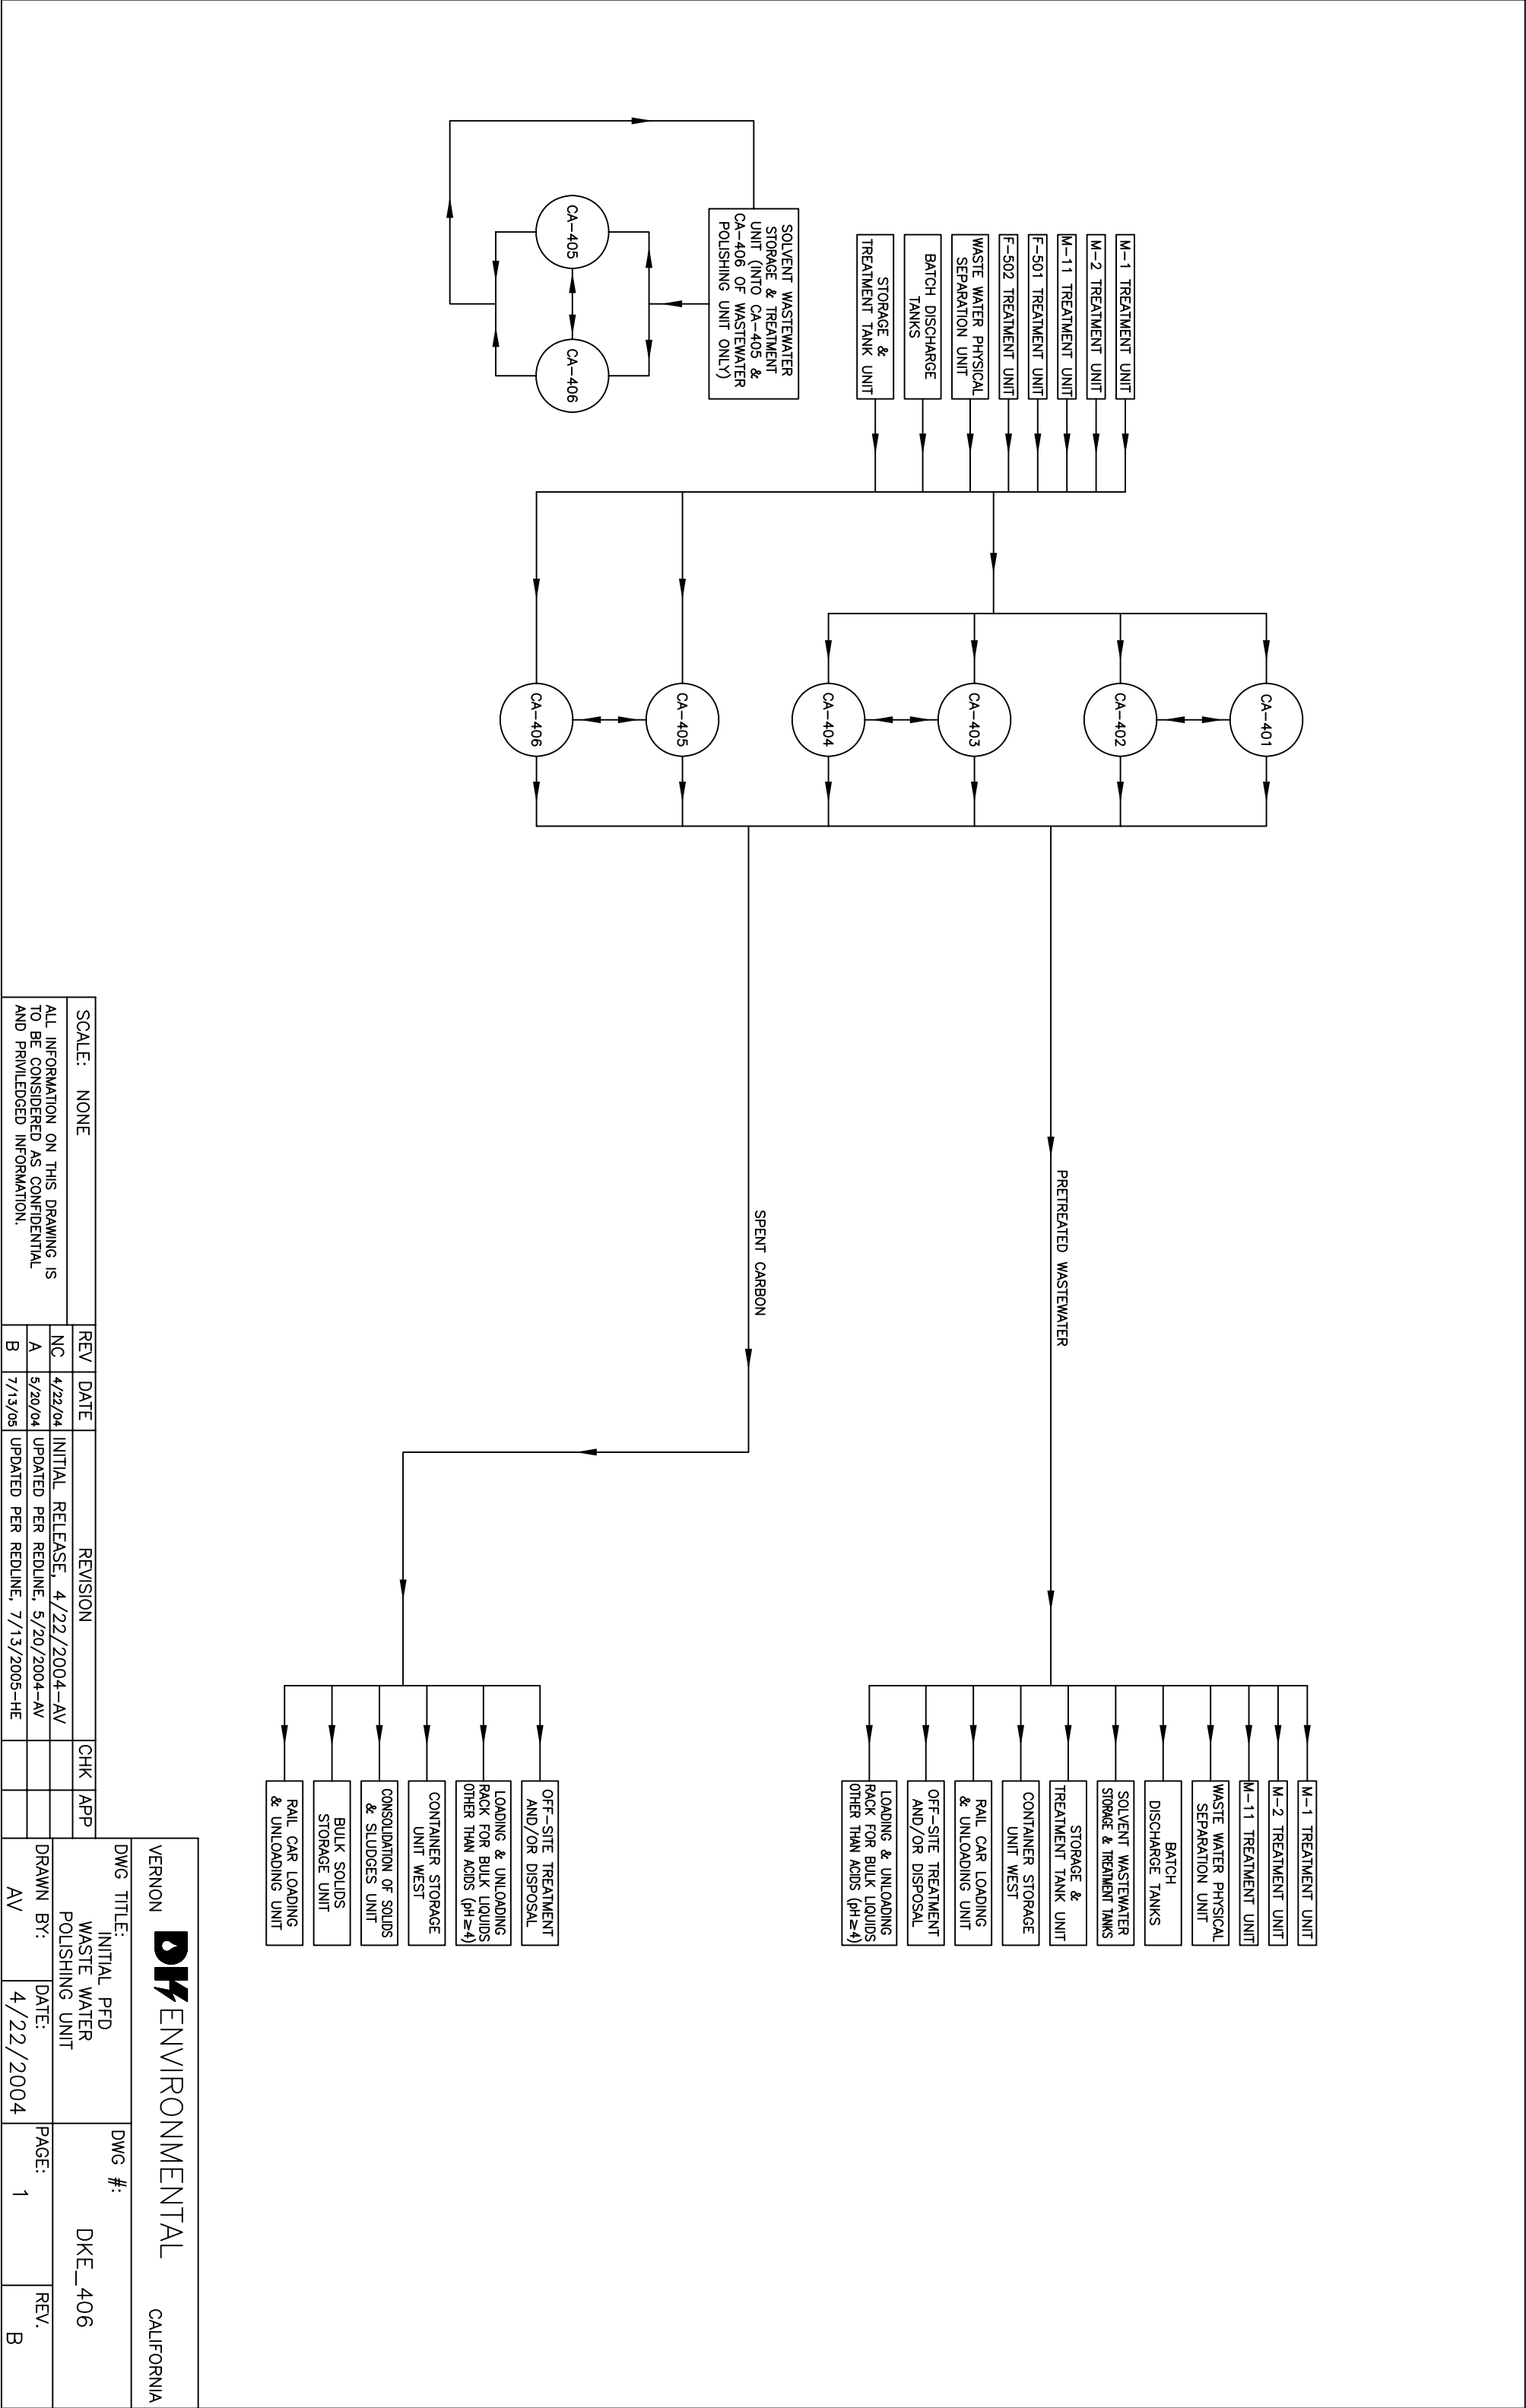 M-1 TREATMENT UNIT
M-2 TREATMENT UNIT
M-11 TREATMENT UNIT
F-501 TREATMENT UNIT
F-502 TREATMENT UNIT
WASTE WATER PHYSICAL
SEPARATION UNIT
BATCH DISCHARGE
TANKS
STORAGE &
TREATMENT TANK UNIT
SOLVENT WASTEWATER
STORAGE & TREATMENT
UNIT (INTO CA-405 &
CA-406 OF WASTEWATER
POLISHING UNIT ONLY)
CA-405
CA-406
CA-401
CA-402
CA-403
CA-404
CA-405
CA-406
PRETREATED WASTEWATER
SPENT CARBON
M-1 TREATMENT UNIT
M-2 TREATMENT UNIT
M-11 TREATMENT UNIT
WASTE WATER PHYSICAL
SEPARATION UNIT
BATCH
DISCHARGE TANKS
SOLVENT WASTEWATER
STORAGE & TREATMENT TANKS
STORAGE &
TREATMENT TANK UNIT
CONTAINER STORAGE
UNIT WEST
RAIL CAR LOADING
& UNLOADING UNIT
OFF-SITE TREATMENT
AND/OR DISPOSAL
LOADING & UNLOADING
RACK FOR BULK LIQUIDS
OTHER THAN ACIDS (pH≥4)
OFF-SITE TREATMENT
AND/OR DISPOSAL
LOADING & UNLOADING
RACK FOR BULK LIQUIDS
OTHER THAN ACIDS (pH≥4)
CONTAINER STORAGE
UNIT WEST
CONSOLIDATION OF SOLIDS
& SLUDGES UNIT
BULK SOLIDS
STORAGE UNIT
RAIL CAR LOADING
& UNLOADING UNIT
SCALE: NONE
ALL INFORMATION ON THIS DRAWING IS
TO BE CONSIDERED AS CONFIDENTIAL
AND PRIVILEDGED INFORMATION.
REV DATE REVISION CHK APP
NC 4/22/04 INITIAL RELEASE, 4/22/2004-AV
A 5/20/04 UPDATED PER REDLINE, 5/20/2004-AV
B 7/13/05 UPDATED PER REDLINE, 7/13/2005-HE
VERNON DK ENVIRONMENTAL CALIFORNIA
DWG TITLE:
INITIAL PFD
WASTE WATER
POLISHING UNIT
DWG #:
DKE_406
DRAWN BY:
AV
DATE:
4/22/2004
PAGE:
1
REV.
B